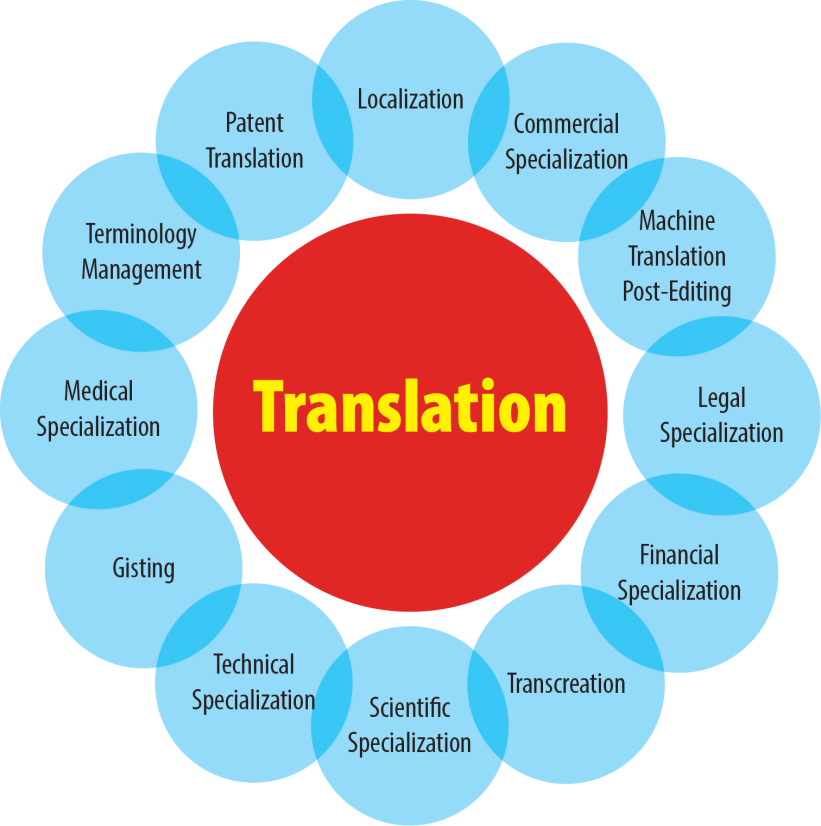 Localization
Commercial
Specialization
Machine
Translation
Post-Editing
Legal
Specialization
Financial
Specialization
Transcreation
Scientific
Specialization
Technical
Specialization
Gisting
Medical
Specialization
Terminology
Management
Patent
Translation
Translation